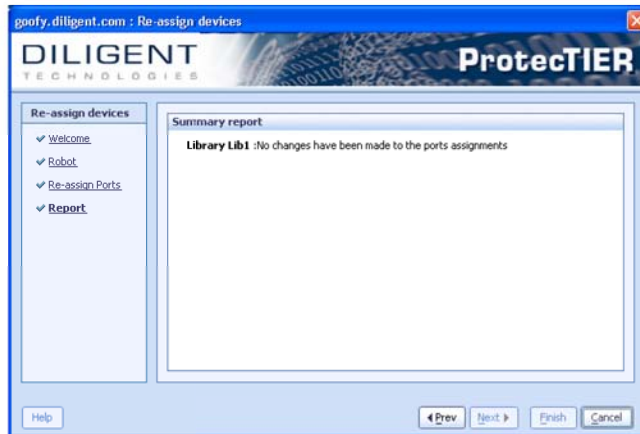 goofy.diligent.com : Re-assign devices
DILIGENT
TECHNOLOGIES
ProtecTIER
Re-assign devices
Welcome
Robot
Re-assign Ports
Report
Summary report
Library Lib1 :No changes have been made to the ports assignments
Help
Prev
Next
Finish
Cancel